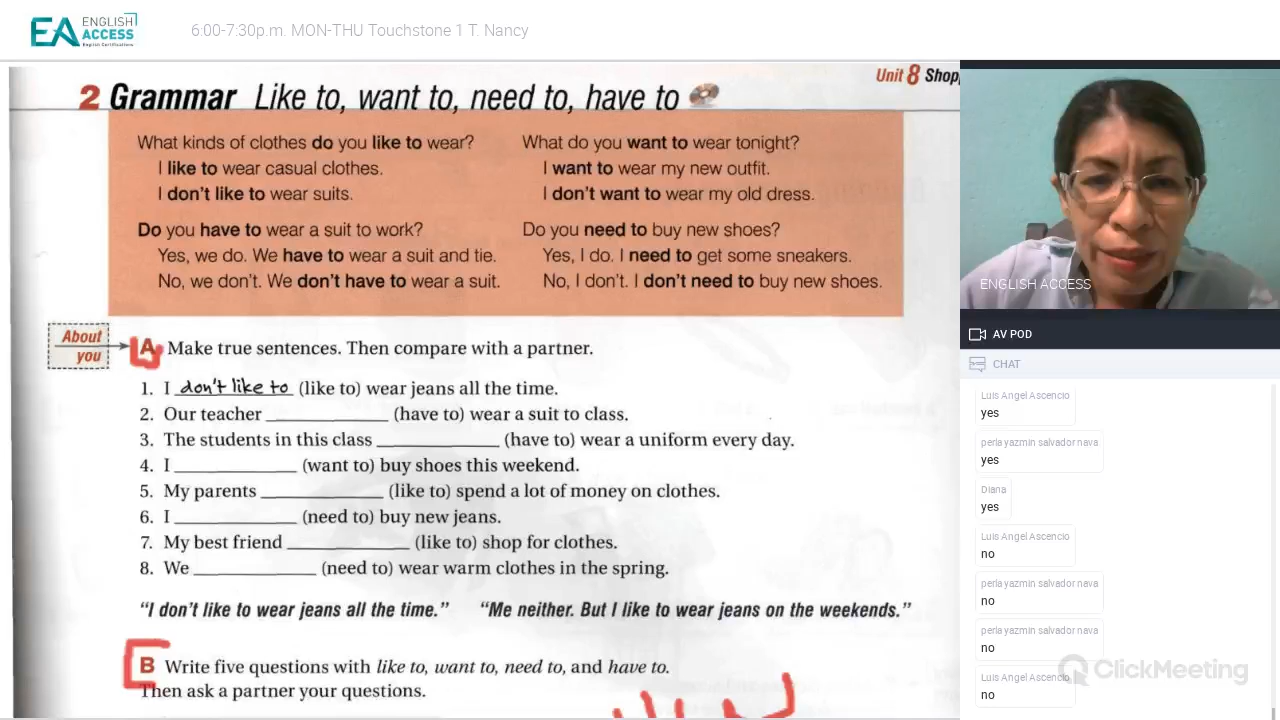 EA ENGLISH ACCESS
English Certifications
6:00-7:30p.m. MON-THU Touchstone 1 T. Nancy
Unit 8 Shopp
2 Grammar Like to, want to, need to, have to
What kinds of clothes do you like to wear?
I like to wear casual clothes.
I don't like to wear suits.
Do you have to wear a suit to work?
Yes, we do. We have to wear a suit and tie.
No, we don't. We don't have to wear a suit.
What do you want to wear tonight?
I want to wear my new outfit.
I don't want to wear my old dress.
Do you need to buy new shoes?
Yes, I do. I need to get some sneakers.
No, I don't. I don't need to buy new shoes.
About
you
A Make true sentences. Then compare with a partner.
1. I don't like to (like to) wear jeans all the time.
2. Our teacher ____________ (have to) wear a suit to class.
3. The students in this class ____________ (have to) wear a uniform every day.
4. I ____________ (want to) buy shoes this weekend.
5. My parents ____________ (like to) spend a lot of money on clothes.
6. I ____________ (need to) buy new jeans.
7. My best friend ____________ (like to) shop for clothes.
8. We ____________ (need to) wear warm clothes in the spring.
"I don't like to wear jeans all the time." "Me neither. But I like to wear jeans on the weekends."
B Write five questions with like to, want to, need to, and have to.
Then ask a partner your questions.
ENGLISH ACCESS
AV POD
CHAT
Luis Angel Ascencio
yes
perla yazmin salvador nava
yes
Diana
yes
Luis Angel Ascencio
no
perla yazmin salvador nava
no
perla yazmin salvador nava
no
Luis Angel Ascencio
no
ClickMeeting